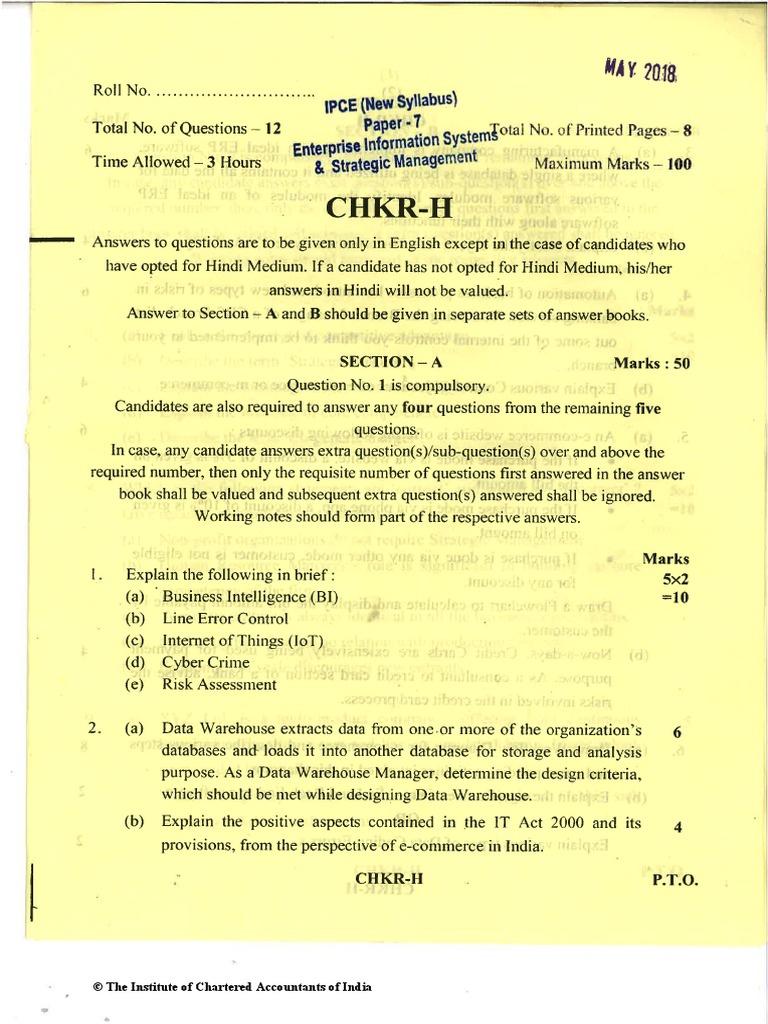 MAY 2018
Roll No. ...............................
IPCE (New Syllabus)
Total No. of Questions – 12
Paper - 7
Total No. of Printed Pages – 8
Enterprise Information Systems
Time Allowed – 3 Hours
& Strategic Management
Maximum Marks – 100
CHKR-H
Answers to questions are to be given only in English except in the case of candidates who
have opted for Hindi Medium. If a candidate has not opted for Hindi Medium, his/her
answers in Hindi will not be valued.
Answer to Section – A and B should be given in separate sets of answer books.
SECTION – A Marks : 50
Question No. 1 is compulsory.
Candidates are also required to answer any four questions from the remaining five
questions.
In case, any candidate answers extra question(s)/sub-question(s) over and above the
required number, then only the requisite number of questions first answered in the answer
book shall be valued and subsequent extra question(s) answered shall be ignored.
Working notes should form part of the respective answers.
Marks
1. Explain the following in brief : 5×2
(a) Business Intelligence (BI) =10
(b) Line Error Control
(c) Internet of Things (IoT)
(d) Cyber Crime
(e) Risk Assessment
2. (a) Data Warehouse extracts data from one or more of the organization's 6
databases and loads it into another database for storage and analysis
purpose. As a Data Warehouse Manager, determine the design criteria,
which should be met while designing Data Warehouse.
(b) Explain the positive aspects contained in the IT Act 2000 and its 4
provisions, from the perspective of e-commerce in India.
CHKR-H P.T.O.
© The Institute of Chartered Accountants of India